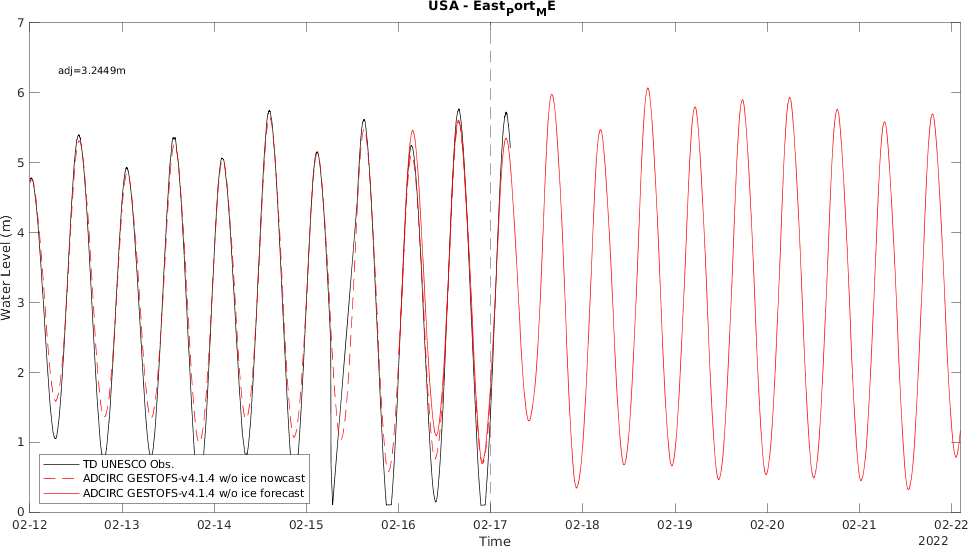 USA - EastPortME
7
adj=3.2449m
6
5
4
3
2
1
0
Water Level (m)
TD UNESCO Obs.
ADCIRC GESTOFS-v4.1.4 w/o ice nowcast
ADCIRC GESTOFS-v4.1.4 w/o ice forecast
02-12 02-13 02-14 02-15 02-16 02-17 02-18 02-19 02-20 02-21 02-22
Time
2022